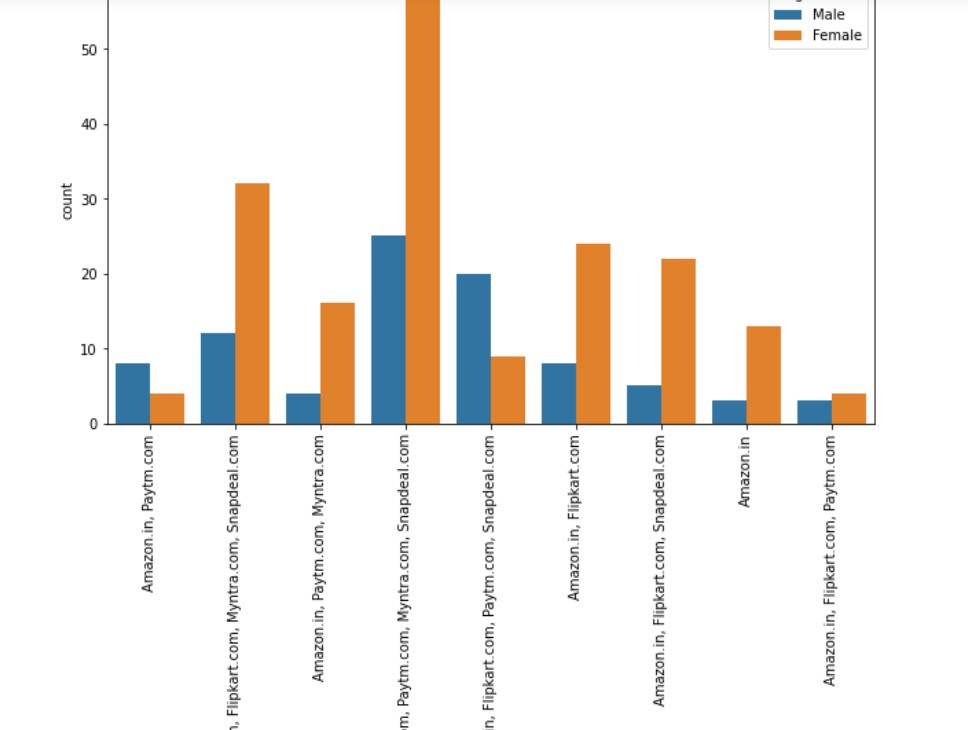 Male
Female
50
40
30
20
10
0
count
Amazon.in, Paytm.com
Flipkart.com, Myntra.com, Snapdeal.com
Amazon.in, Paytm.com, Myntra.com
Paytm.com, Myntra.com, Snapdeal.com
Flipkart.com, Paytm.com, Snapdeal.com
Amazon.in, Flipkart.com
Amazon.in, Flipkart.com, Snapdeal.com
Amazon.in
Amazon.in, Flipkart.com, Paytm.com